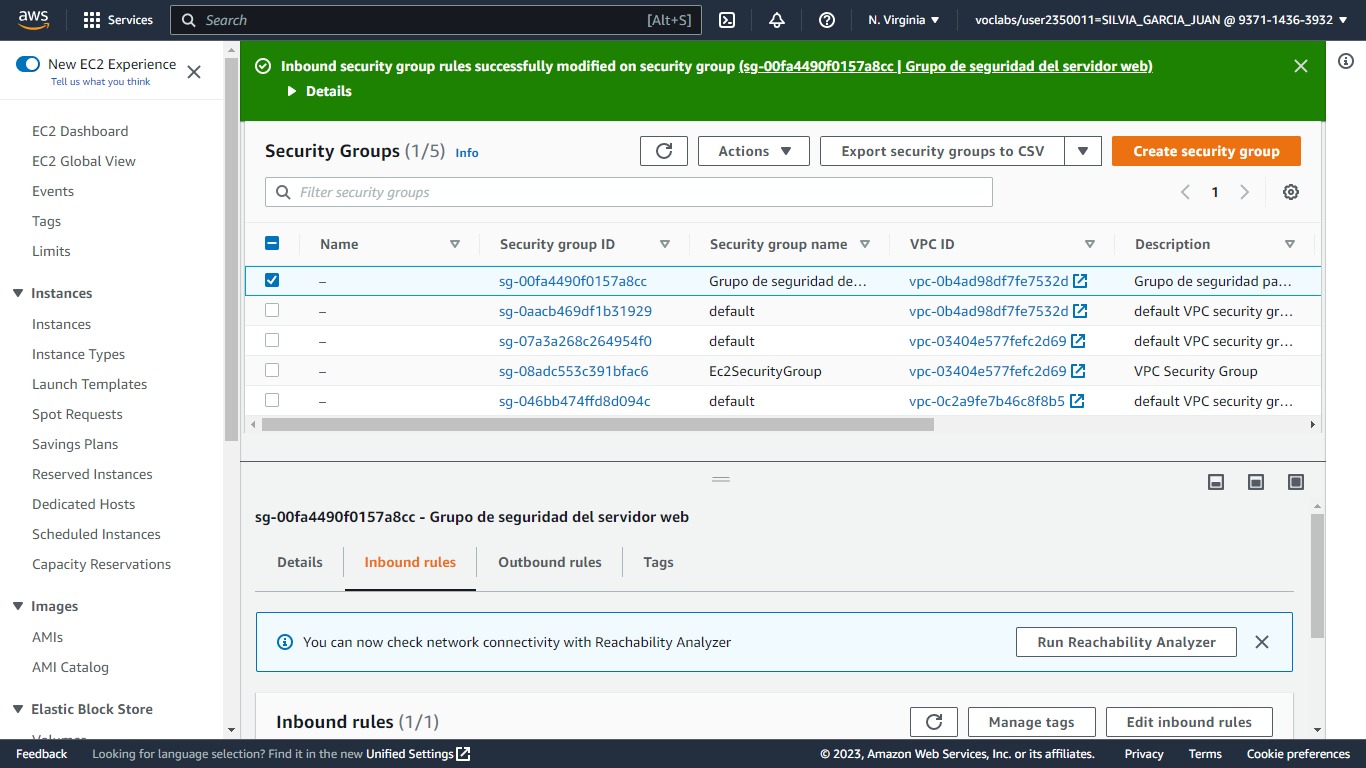 aws
Services
Search
[Alt+S]
N. Virginia
voclabs/user2350011=SILVIA_GARCIA_JUAN @ 9371-1436-3932
New EC2 Experience
Tell us what you think
EC2 Dashboard
EC2 Global View
Events
Tags
Limits
Instances
Instances
Instance Types
Launch Templates
Spot Requests
Savings Plans
Reserved Instances
Dedicated Hosts
Scheduled Instances
Capacity Reservations
Images
AMIs
AMI Catalog
Elastic Block Store
Volumes
Inbound security group rules successfully modified on security group (sg-00fa4490f0157a8cc | Grupo de seguridad del servidor web)
Details
Security Groups (1/5) Info
Actions
Export security groups to CSV
Create security group
Filter security groups
1
Name Security group ID Security group name VPC ID Description
– sg-00fa4490f0157a8cc Grupo de seguridad de... vpc-0b4ad98df7fe7532d Grupo de seguridad pa...
– sg-0aacb469df1b31929 default vpc-0b4ad98df7fe7532d default VPC security gr...
– sg-07a3a268c264954f0 default vpc-03404e577fefc2d69 default VPC security gr...
– sg-08adc553c391bfac6 Ec2SecurityGroup vpc-03404e577fefc2d69 VPC Security Group
– sg-046bb474ffd8d094c default vpc-0c2a9fe7b46c8f8b5 default VPC security gr...
sg-00fa4490f0157a8cc - Grupo de seguridad del servidor web
Details Inbound rules Outbound rules Tags
You can now check network connectivity with Reachability Analyzer
Run Reachability Analyzer
Inbound rules (1/1)
Manage tags
Edit inbound rules
Feedback
Looking for language selection? Find it in the new Unified Settings
© 2023, Amazon Web Services, Inc. or its affiliates.
Privacy
Terms
Cookie preferences